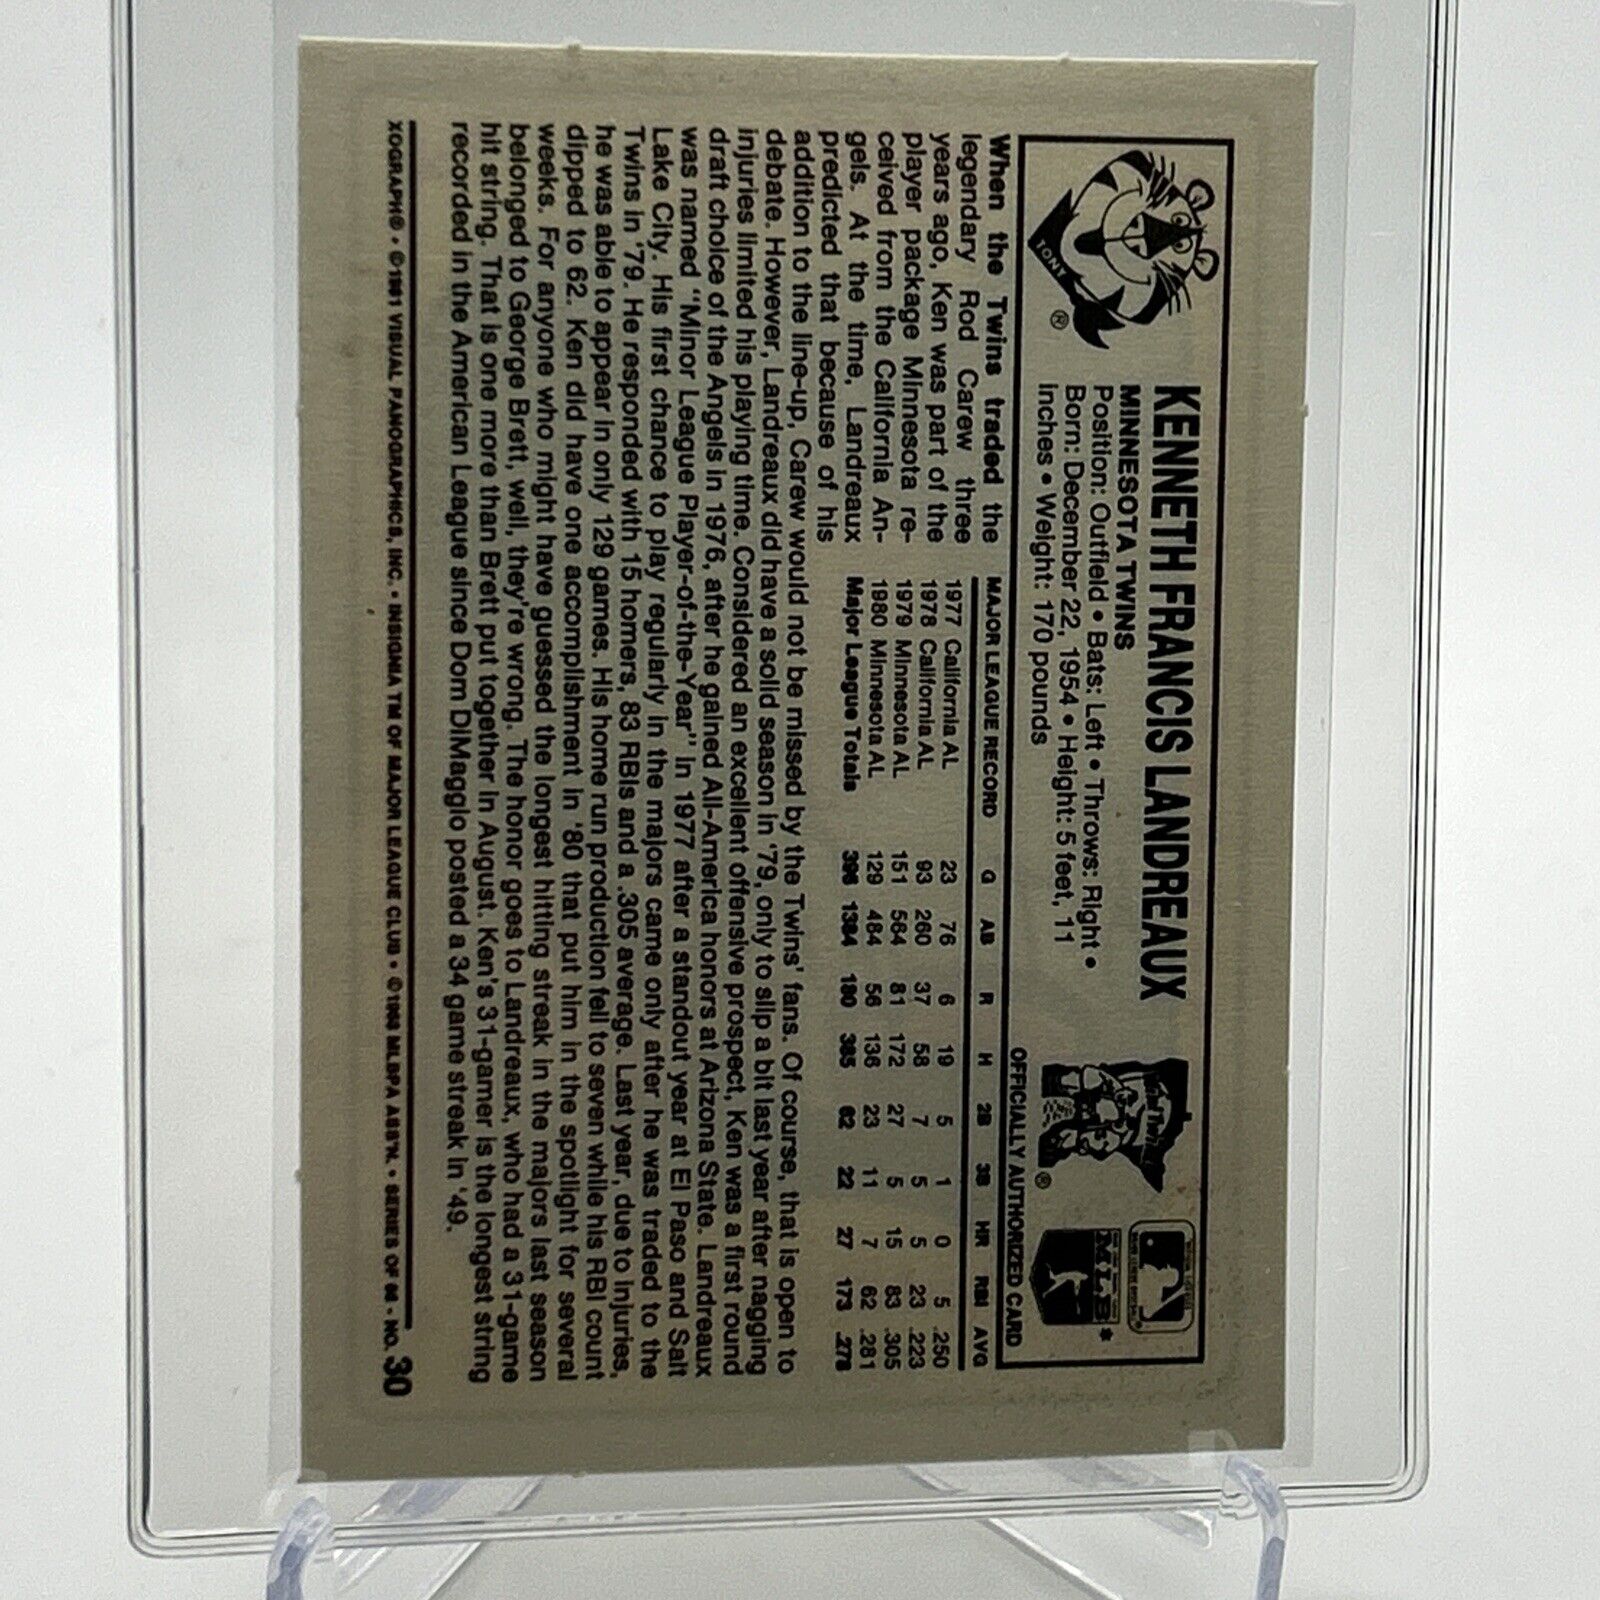 TONY
®
KENNETH FRANCIS LANDREAUX
MINNESOTA TWINS
Position: Outfield • Bats: Left • Throws: Right •
Born: December 22, 1954 • Height: 5 feet, 11
inches • Weight: 170 pounds
®
MLB
OFFICIALLY AUTHORIZED CARD
When the Twins traded the
legendary Rod Carew three
years ago, Ken was part of the
player package Minnesota re-
ceived from the California An-
gels. At the time, Landreaux
predicted that because of his
MAJOR LEAGUE RECORD G AB R H 2B 3B HR RBI AVG
1977 California AL 23 76 6 19 5 1 0 5 .250
1978 California AL 93 260 37 58 7 5 5 23 .223
1979 Minnesota AL 151 564 81 172 27 5 15 83 .305
1980 Minnesota AL 129 484 56 136 23 11 7 62 .281
Major League Totals 396 1384 180 385 62 22 27 173 .278
addition to the line-up, Carew would not be missed by the Twins' fans. Of course, that is open to
debate. However, Landreaux did have a solid season in '79, only to slip a bit last year after nagging
injuries limited his playing time. Considered an excellent offensive prospect, Ken was a first round
draft choice of the Angels in 1976, after he gained All-America honors at Arizona State. Landreaux
was named "Minor League Player-of-the-Year" in 1977 after a standout year at El Paso and Salt
Lake City. His first chance to play regularly in the majors came only after he was traded to the
Twins in '79. He responded with 15 homers, 83 RBIs and a .305 average. Last year, due to injuries,
he was able to appear in only 129 games. His home run production fell to seven while his RBI count
dipped to 62. Ken did have one accomplishment in '80 that put him in the spotlight for several
weeks. For anyone who might have guessed the longest hitting streak in the majors last season
belonged to George Brett, well, they're wrong. The honor goes to Landreaux, who had a 31-game
hit string. That is one more than Brett put together in August. Ken's 31-gamer is the longest string
recorded in the American League since Dom DiMaggio posted a 34 game streak in '49.
XOGRAPH® • ©1981 VISUAL PANOGRAPHICS, INC. • INSIGNIA TM OF MAJOR LEAGUE CLUB • ©1968 MLBPA ASS'N. • SERIES OF 66 • NO. 30